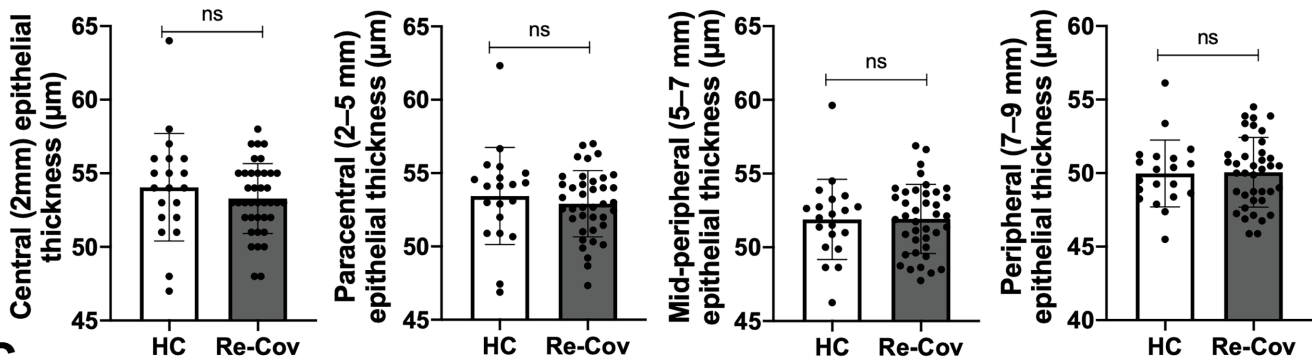 Central (2mm) epithelial
thickness (μm)
65
60
55
50
45
ns
HC
Re-Cov
Paracentral (2–5 mm)
epithelial thickness (μm)
65
60
55
50
45
ns
HC
Re-Cov
Mid-peripheral (5–7 mm)
epithelial thickness (μm)
65
60
55
50
45
ns
HC
Re-Cov
Peripheral (7–9 mm)
epithelial thickness (μm)
60
55
50
45
40
ns
HC
Re-Cov